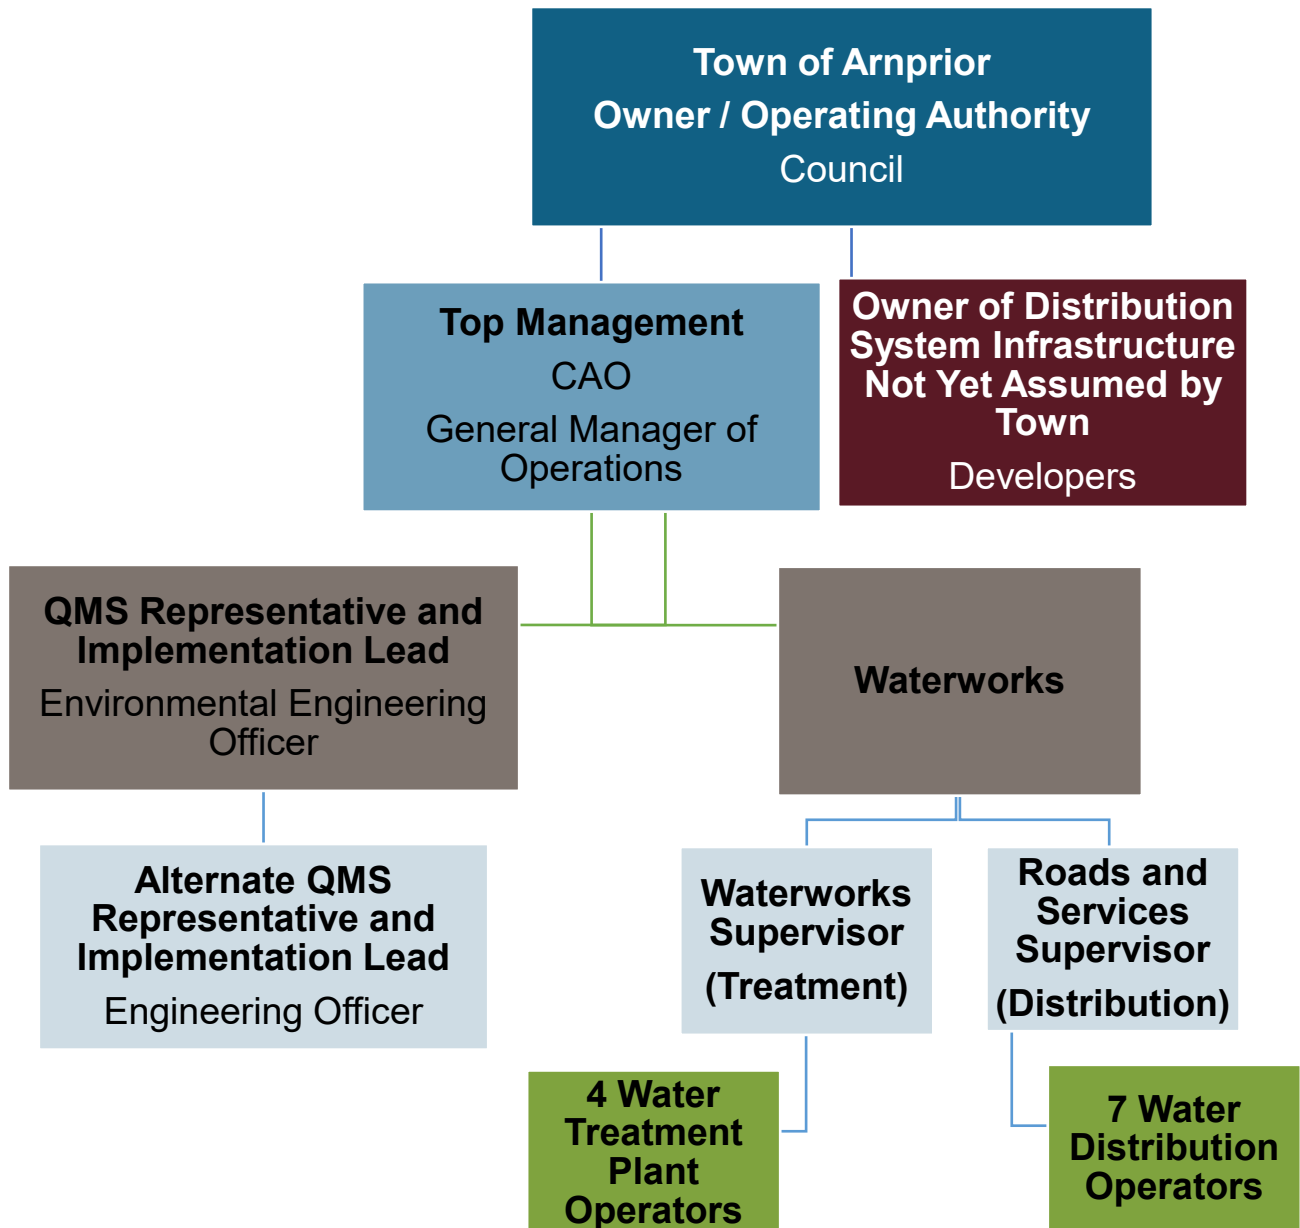 Town of Arnprior
Owner / Operating Authority
Council
Top Management
CAO
General Manager of
Operations
Owner of Distribution
System Infrastructure
Not Yet Assumed by
Town
Developers
QMS Representative and
Implementation Lead
Environmental Engineering
Officer
Waterworks
Alternate QMS
Representative and
Implementation Lead
Engineering Officer
Waterworks
Supervisor
(Treatment)
Roads and
Services
Supervisor
(Distribution)
4 Water
Treatment
Plant
Operators
7 Water
Distribution
Operators